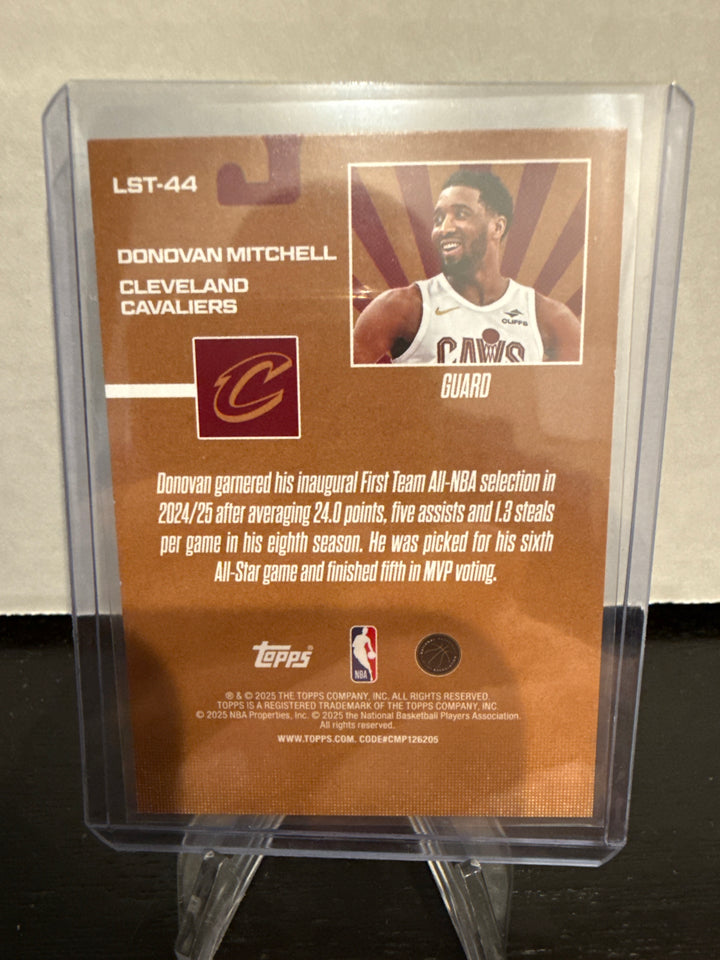 LST-44
DONOVAN MITCHELL
CLEVELAND
CAVALIERS
CLIFFS
CAVS
GUARD
Donovan garnered his inaugural First Team All-NBA selection in
2024/25 after averaging 24.0 points, five assists and 1.3 steals
per game in his eighth season. He was picked for his sixth
All-Star game and finished fifth in MVP voting.
topps®
NBA
® & © 2025 THE TOPPS COMPANY, INC. ALL RIGHTS RESERVED.
TOPPS IS A REGISTERED TRADEMARK OF THE TOPPS COMPANY, INC.
© 2025 NBA Properties, Inc. © 2025 the National Basketball Players Association.
All rights reserved.
WWW.TOPPS.COM. CODE#CMP126205